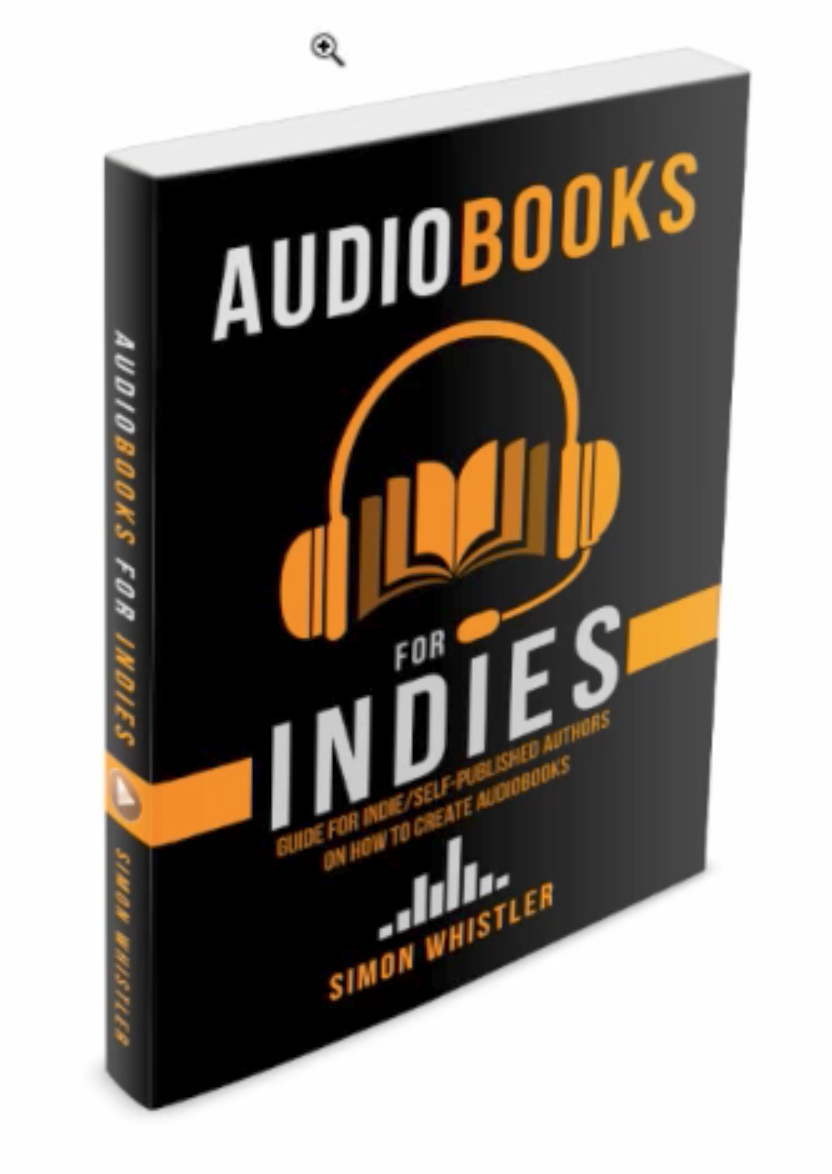 AUDIOBOOKS
FOR
INDIES
GUIDE FOR INDIE/SELF-PUBLISHED AUTHORS
ON HOW TO CREATE AUDIOBOOKS
SIMON WHISTLER
AUDIOBOOKS FOR INDIES
SIMON WHISTLER